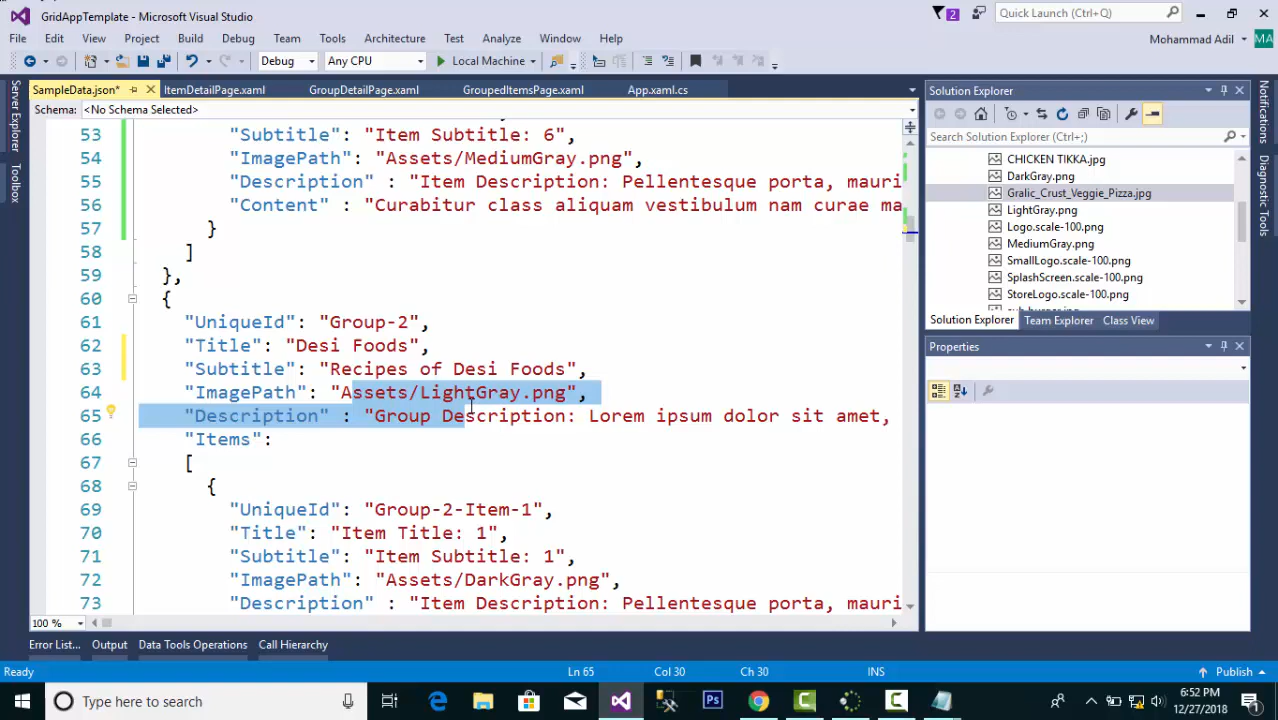 GridAppTemplate - Microsoft Visual Studio
2
Quick Launch (Ctrl+Q)
File Edit View Project Build Debug Team Tools Architecture Test Analyze Window Help
Mohammad Adil MA
Debug Any CPU Local Machine
SampleData.json* ItemDetailPage.xaml GroupDetailPage.xaml GroupedItemsPage.xaml App.xaml.cs
Schema: <No Schema Selected>
Server Explorer
Toolbox
53 "Subtitle": "Item Subtitle: 6",
54 "ImagePath": "Assets/MediumGray.png",
55 "Description" : "Item Description: Pellentesque porta, mauri
56 "Content" : "Curabitur class aliquam vestibulum nam curae ma
57 }
58 ]
59 },
60 {
61 "UniqueId": "Group-2",
62 "Title": "Desi Foods",
63 "Subtitle": "Recipes of Desi Foods",
64 "ImagePath": "Assets/LightGray.png",
65 "Description" : "Group Description: Lorem ipsum dolor sit amet,
66 "Items":
67 [
68 {
69 "UniqueId": "Group-2-Item-1",
70 "Title": "Item Title: 1",
71 "Subtitle": "Item Subtitle: 1",
72 "ImagePath": "Assets/DarkGray.png",
73 "Description" : "Item Description: Pellentesque porta, mauri
100 %
Solution Explorer
Search Solution Explorer (Ctrl+;)
CHICKEN TIKKA.jpg
DarkGray.png
Gralic_Crust_Veggie_Pizza.jpg
LightGray.png
Logo.scale-100.png
MediumGray.png
SmallLogo.scale-100.png
SplashScreen.scale-100.png
StoreLogo.scale-100.png
Solution Explorer Team Explorer Class View
Properties
Notifications
Diagnostic Tools
Error List... Output Data Tools Operations Call Hierarchy
Ready Ln 65 Col 30 Ch 30 INS Publish
Type here to search
6:52 PM
12/27/2018